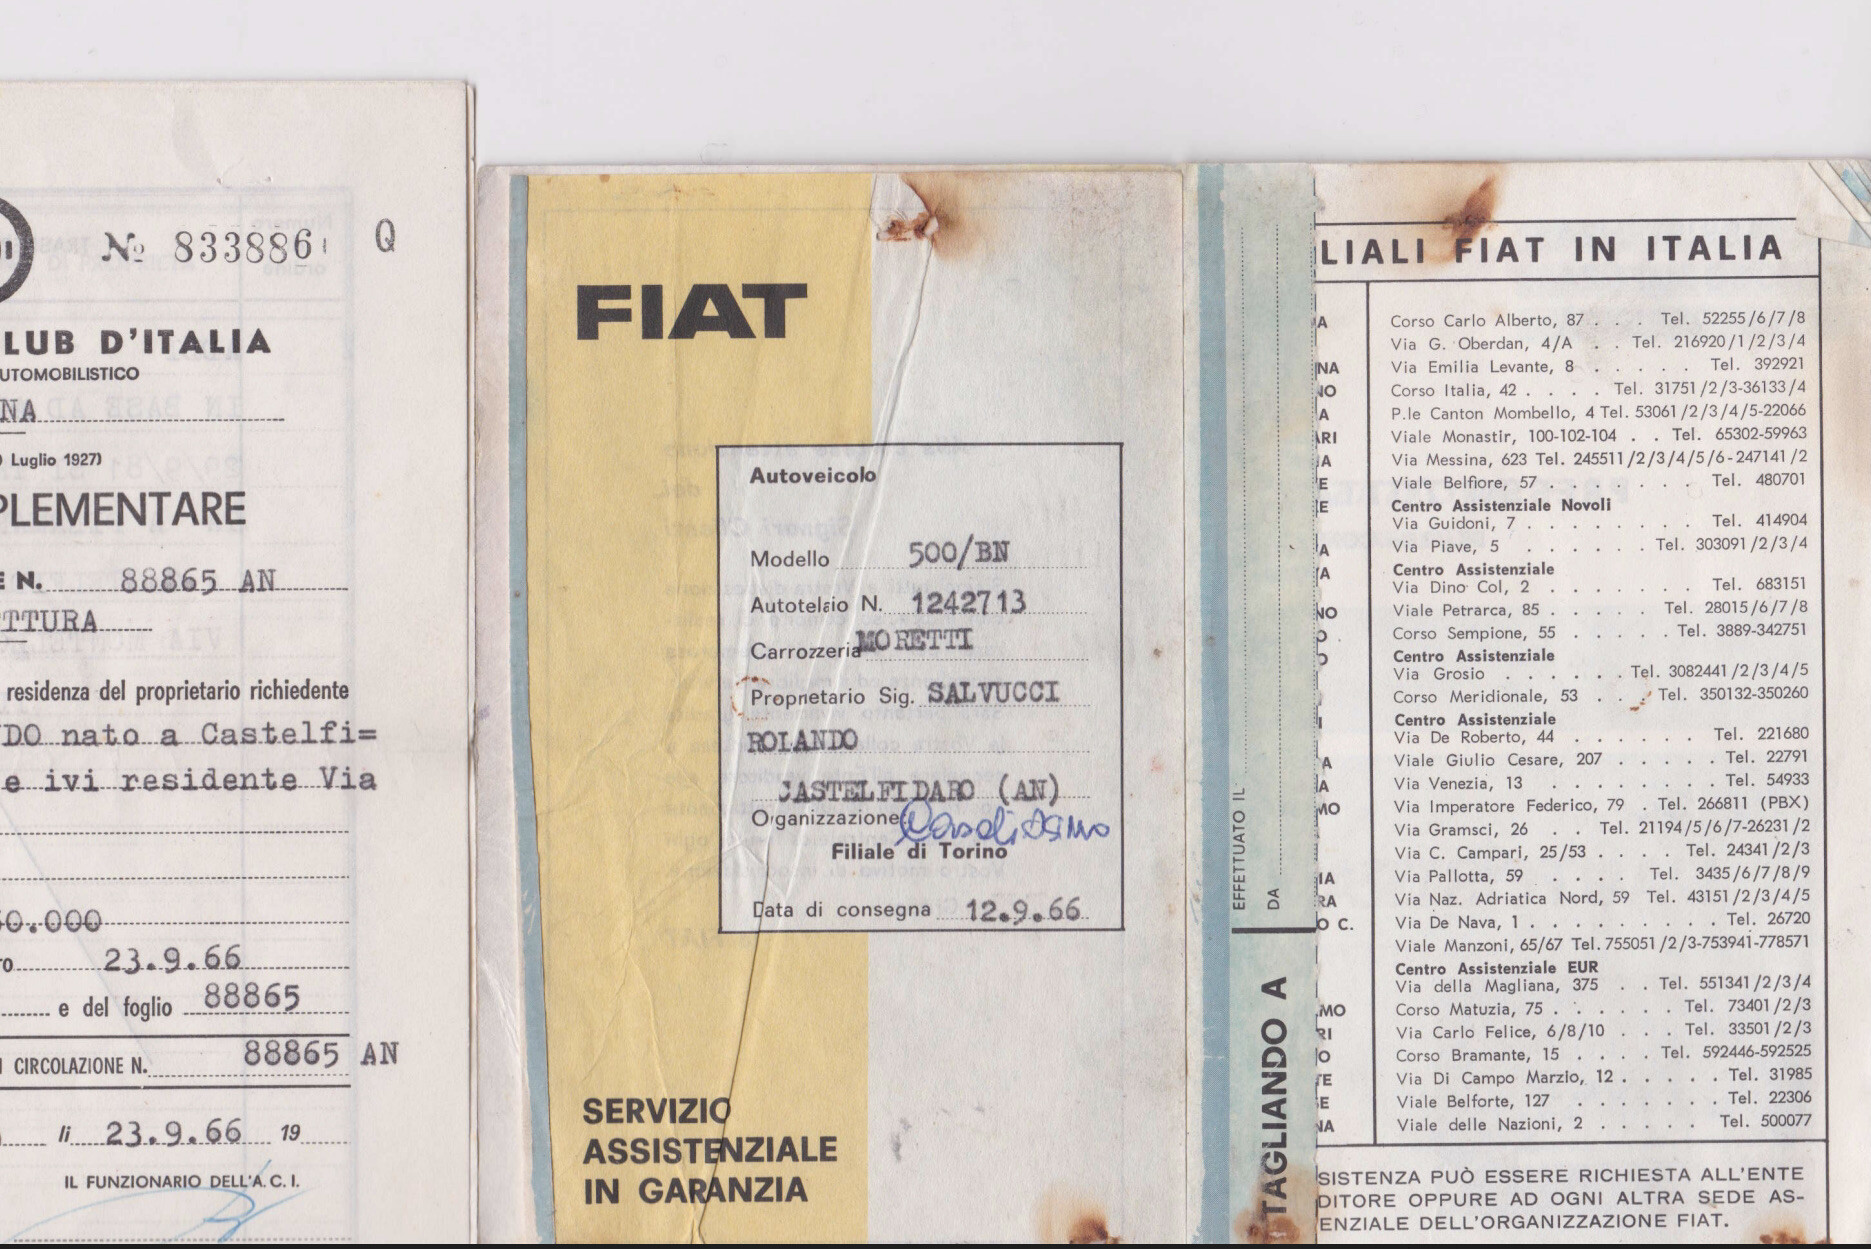 № 833886
Q
LUB D'ITALIA
UTOMOBILISTICO
NA
Luglio 1927)
PLEMENTARE
E N. 88865 AN
TTURA
residenza del proprietario richiedente
DO nato a Castelfi=
e ivi residente Via
0.000
ro 23.9.66
e del foglio 88865
CIRCOLAZIONE N. 88865 AN
li 23.9.66 19
IL FUNZIONARIO DELL'A.C.I.
FIAT
Autoveicolo
Modello 500/BN
Autotelaio N. 1242713
Carrozzeria MORETTI
Proprietario Sig. SALVUCCI
ROLANDO
CASTELFIDARO (AN)
Organizzazione
Filiale di Torino
Data di consegna 12.9.66
SERVIZIO
ASSISTENZIALE
IN GARANZIA
EFFETTUATO IL
DA
TAGLIANDO A
LIALI FIAT IN ITALIA
A Corso Carlo Alberto, 87 . . . Tel. 52255/6/7/8
Via G. Oberdan, 4/A . . Tel. 216920/1/2/3/4
NA Via Emilia Levante, 8 . . . . . Tel. 392921
NO Corso Italia, 42 . . . . Tel. 31751/2/3-36133/4
A P.le Canton Mombello, 4 Tel. 53061/2/3/4/5-22066
ARI Viale Monastir, 100-102-104 . . Tel. 65302-59963
A Via Messina, 623 Tel. 245511/2/3/4/5/6-247141/2
E Viale Belfiore, 57 . . . . . . . Tel. 480701
E Centro Assistenziale Novoli
Via Guidoni, 7 . . . . . . . . Tel. 414904
A Via Piave, 5 . . . . . . Tel. 303091/2/3/4
A Centro Assistenziale
Via Dino Col, 2 . . . . . . . Tel. 683151
NO Viale Petrarca, 85 . . . . . Tel. 28015/6/7/8
O Corso Sempione, 55 . . . . . Tel. 3889-342751
O Centro Assistenziale
Via Grosio . . . . . . Tel. 3082441/2/3/4/5
Corso Meridionale, 53 . . . Tel. 350132-350260
I Centro Assistenziale
Via De Roberto, 44 . . . . . . Tel. 221680
A Viale Giulio Cesare, 207 . . . . . Tel. 22791
A Via Venezia, 13 . . . . . . . . Tel. 54933
MO Via Imperatore Federico, 79 . Tel. 266811 (PBX)
Via Gramsci, 26 . . Tel. 21194/5/6/7-26231/2
Via C. Campari, 25/53 . . . . Tel. 24341/2/3
IA Via Pallotta, 59 . . . . Tel. 3435/6/7/8/9
RA Via Naz. Adriatica Nord, 59 Tel. 43151/2/3/4/5
O C. Via De Nava, 1 . . . . . . . . . Tel. 26720
Viale Manzoni, 65/67 Tel. 755051/2/3-753941-778571
Centro Assistenziale EUR
Via della Magliana, 375 . . Tel. 551341/2/3/4
MO Corso Matuzia, 75 . . . . . . Tel. 73401/2/3
RI Via Carlo Felice, 6/8/10 . . . Tel. 33501/2/3
O Corso Bramante, 15 . . . . Tel. 592446-592525
TE Via Di Campo Marzio, 12 . . . . . Tel. 31985
SE Viale Belforte, 127 . . . . . . . Tel. 22306
NA Viale delle Nazioni, 2 . . . . . Tel. 500077
SISTENZA PUÒ ESSERE RICHIESTA ALL'ENTE
DITORE OPPURE AD OGNI ALTRA SEDE AS-
ENZIALE DELL'ORGANIZZAZIONE FIAT.